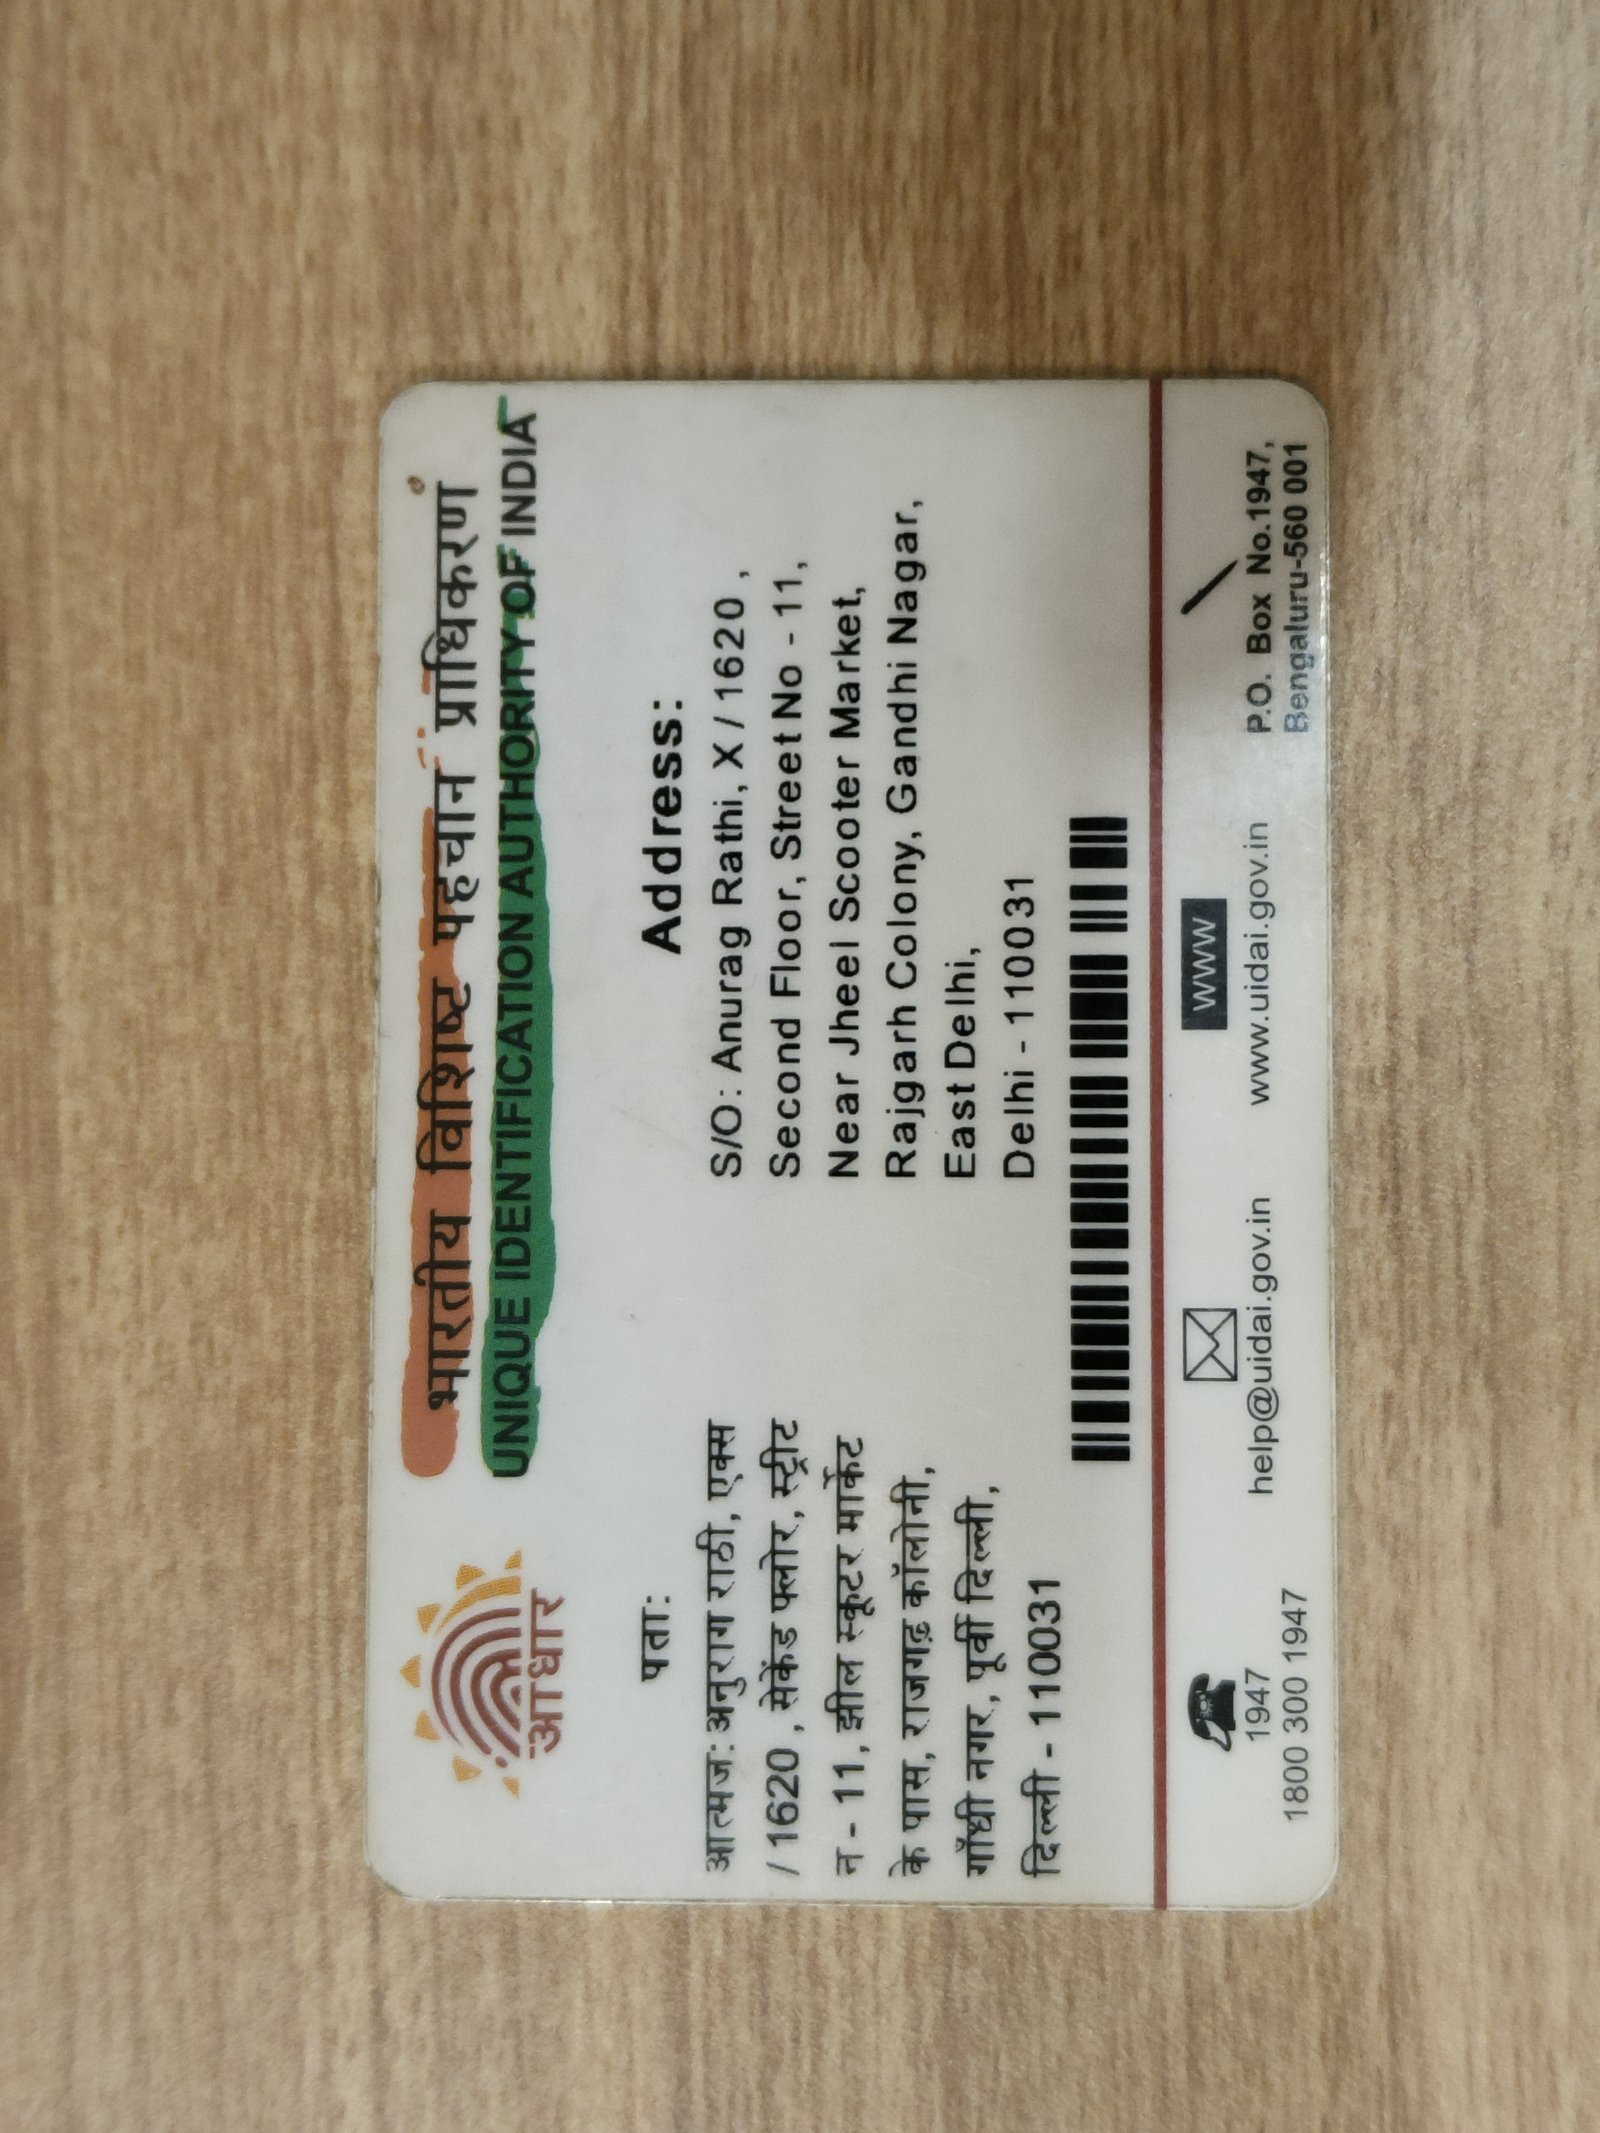 आधार
भारतीय विशिष्ट पहचान प्राधिकरण
UNIQUE IDENTIFICATION AUTHORITY OF INDIA
पता:
आत्मज: अनुराग राठी, एक्स
/ 1620 , सेकेंड फ्लोर, स्ट्रीट
न - 11, झील स्कूटर मार्केट
के पास, राजगड़ कॉलोनी,
गाँधी नगर, पूर्वी दिल्ली,
दिल्ली - 110031
Address:
S/O: Anurag Rathi, X / 1620 ,
Second Floor, Street No - 11,
Near Jheel Scooter Market,
Rajgarh Colony, Gandhi Nagar,
East Delhi,
Delhi - 110031
1947
1800 300 1947
help@uidai.gov.in
www
www.uidai.gov.in
P.O. Box No.1947,
Bengaluru-560 001